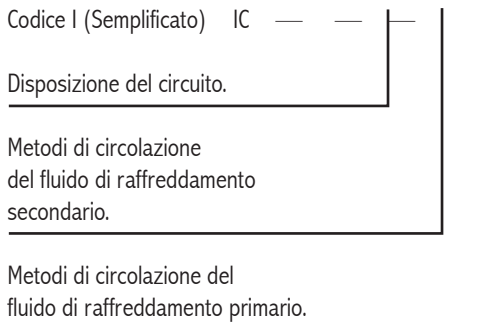 Codice I (Semplificato) IC — — —
Disposizione del circuito.
Metodi di circolazione
del fluido di raffreddamento
secondario.
Metodi di circolazione del
fluido di raffreddamento primario.